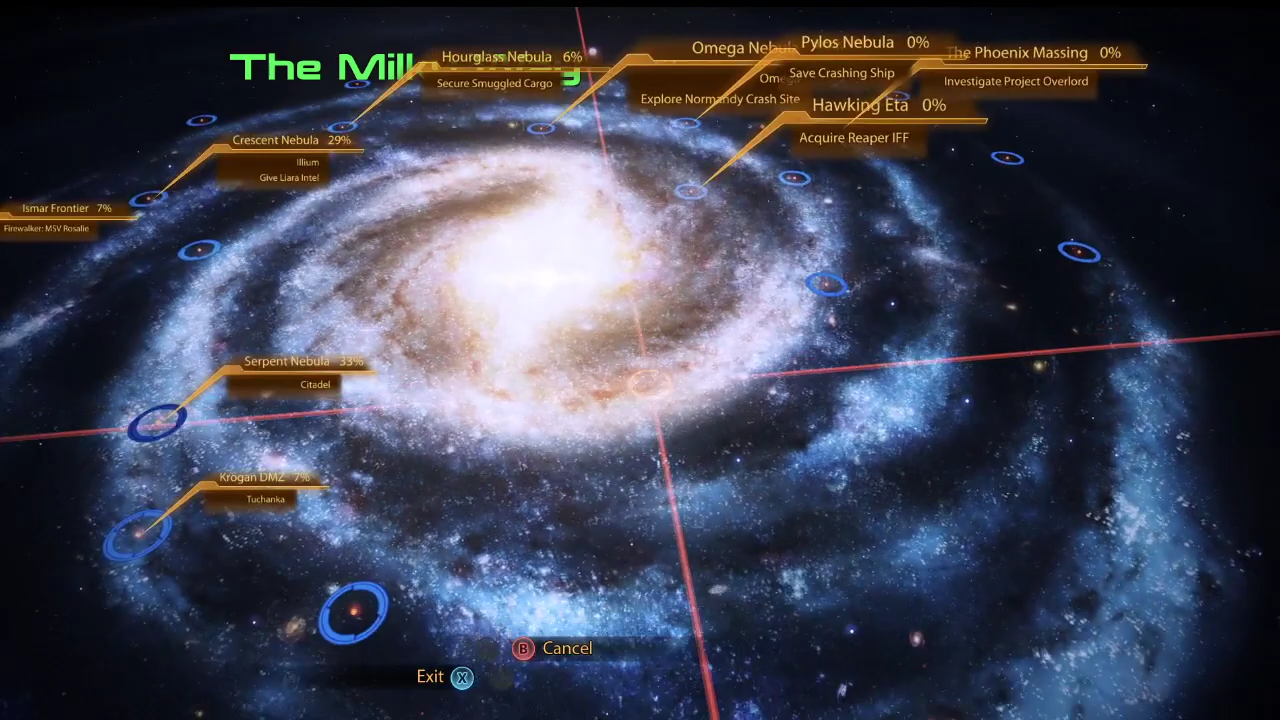 The Mill
Hourglass Nebula 6%
Secure Smuggled Cargo
Omega Nebula
Explore Normandy Crash Site
Pylos Nebula 0%
Save Crashing Ship
The Phoenix Massing 0%
Investigate Project Overlord
Hawking Eta 0%
Acquire Reaper IFF
Crescent Nebula 29%
Illium
Give Liara Intel
Ismar Frontier 7%
Firewalker: MSV Rosalie
Serpent Nebula 33%
Citadel
Krogan DMZ 7%
Tuchanka
B Cancel
Exit X